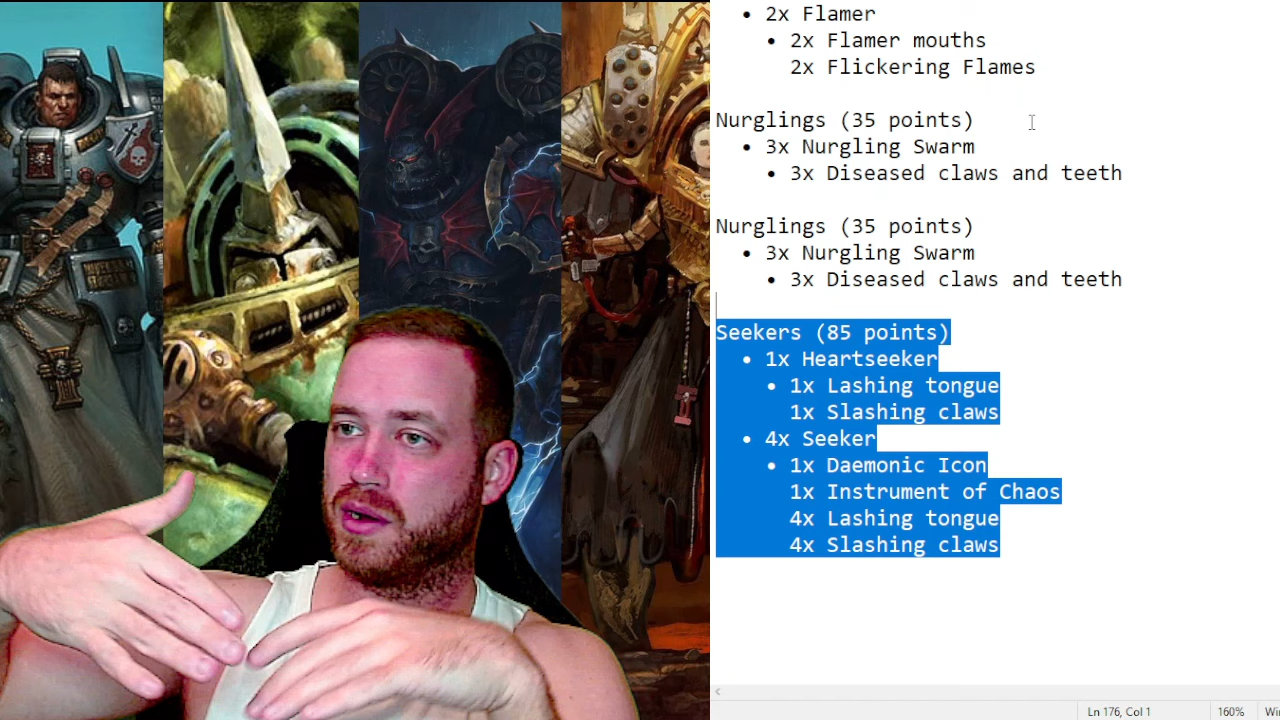 • 2x Flamer
• 2x Flamer mouths
2x Flickering Flames
Nurglings (35 points)
• 3x Nurgling Swarm
• 3x Diseased claws and teeth
Nurglings (35 points)
• 3x Nurgling Swarm
• 3x Diseased claws and teeth
Seekers (85 points)
• 1x Heartseeker
• 1x Lashing tongue
1x Slashing claws
• 4x Seeker
• 1x Daemonic Icon
1x Instrument of Chaos
4x Lashing tongue
4x Slashing claws
Ln 176, Col 1
160%